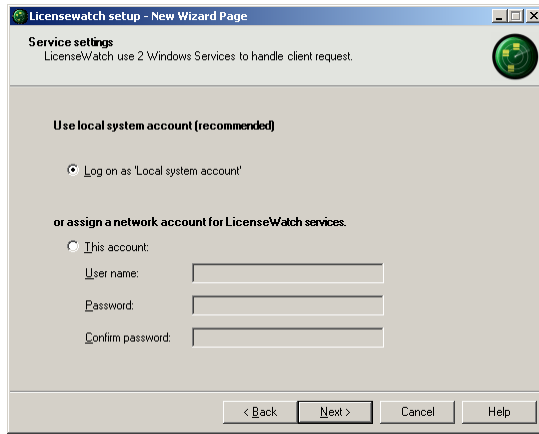 Licensewatch setup - New Wizard Page
Service settings
LicenseWatch use 2 Windows Services to handle client request.
Use local system account (recommended)
Log on as 'Local system account'
or assign a network account for LicenseWatch services.
This account:
User name:
Password:
Confirm password:
< Back Next > Cancel Help